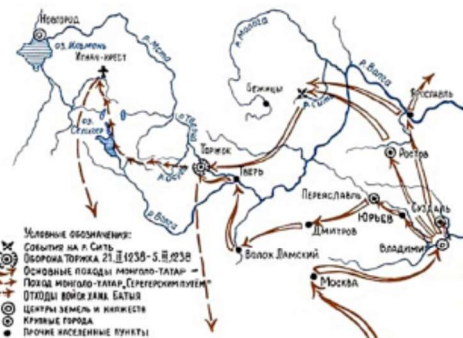 Новгород
оз. Ильмень
Игнач-крест
р. Мста
р. Молога
Бежицы
р. Сить
р. Волга
Ярославль
оз. Селигер
Торжок
Тверь
р. Волга
Ростов
Переяславль
Юрьев
Суздаль
Дмитров
Владимир
Волок Ламский
Москва
Условные обозначения:
События на р. Сить
Оборона Торжка 21.II.1238-5.III.1238
Основные походы монголо-татар
Поход монголо-татар "Серегерским путём"
Отходы войск хана Батыя
Центры земель и княжеств
Крупные города
Прочие населенные пункты